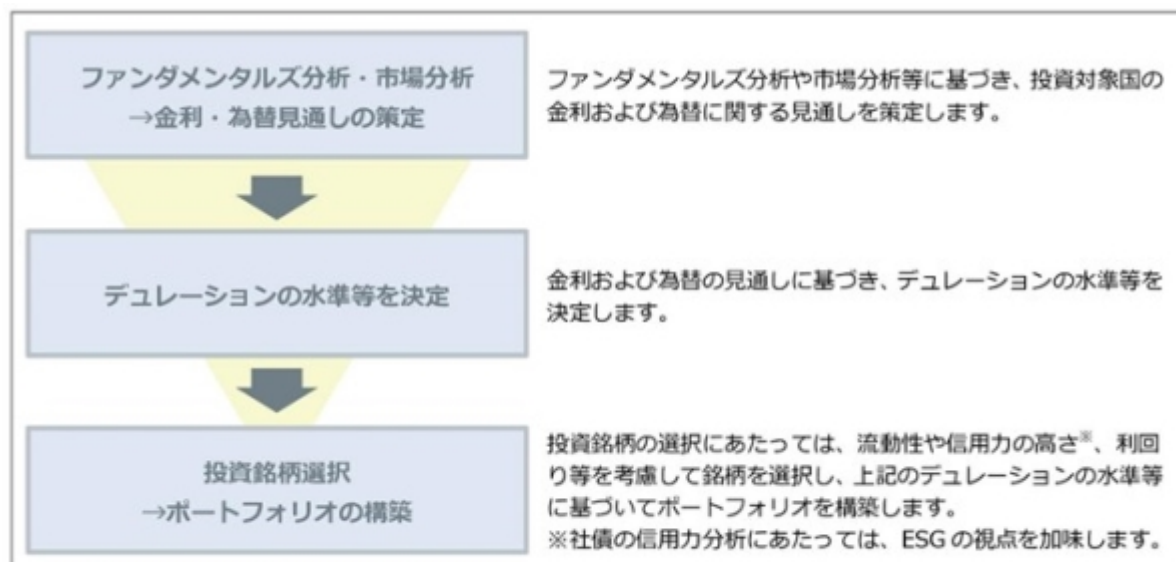 ファンダメンタルズ分析・市場分析
→金利・為替見通しの策定
ファンダメンタルズ分析や市場分析等に基づき、投資対象国の
金利および為替に関する見通しを策定します。
デュレーションの水準等を決定
金利および為替の見通しに基づき、デュレーションの水準等を
決定します。
投資銘柄選択
→ポートフォリオの構築
投資銘柄の選択にあたっては、流動性や信用力の高さ※、利回
り等を考慮して銘柄を選択し、上記のデュレーションの水準等
に基づいてポートフォリオを構築します。
※社債の信用力分析にあたっては、ESG の視点を加味します。